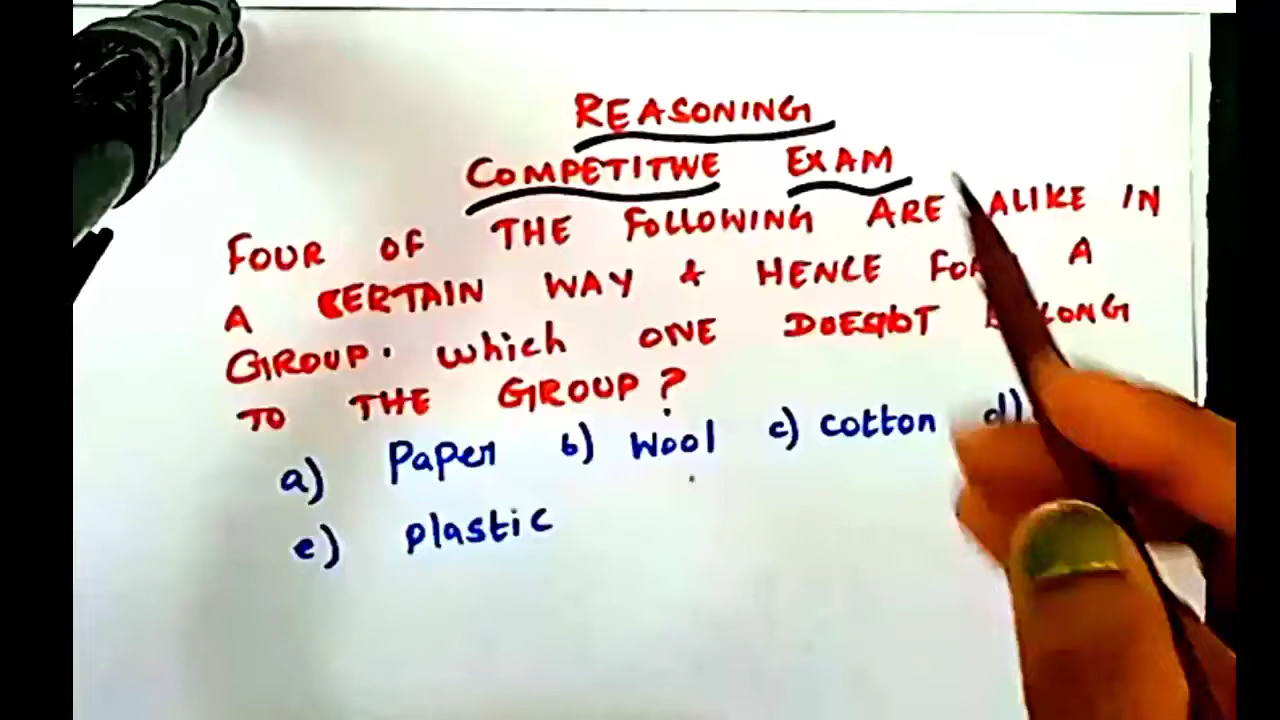 REASONING
COMPETITWE EXAM
FOUR OF THE FOLLOWING ARE ALIKE IN
A CERTAIN WAY & HENCE A
GROUP. which ONE DOESNOT
TO THE GROUP?
a) Paper b) Wool c) cotton d)
e) plastic